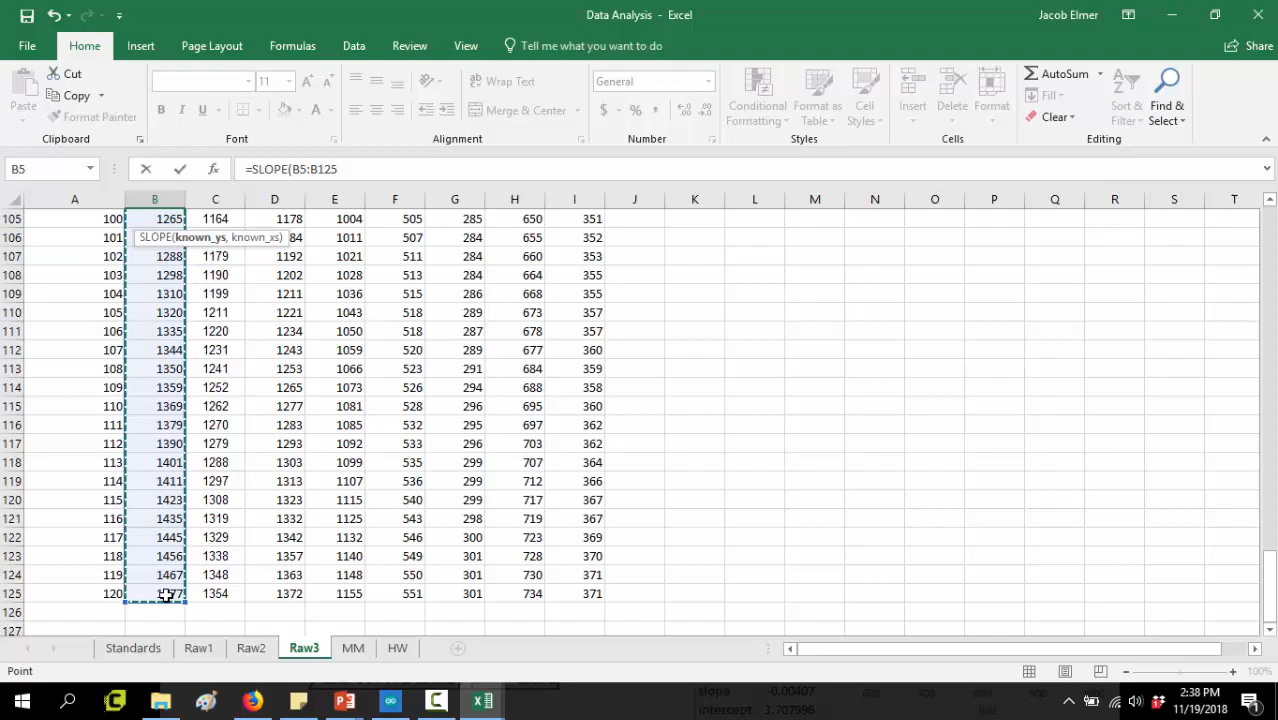 Data Analysis - Excel
Jacob Elmer
File Home Insert Page Layout Formulas Data Review View Tell me what you want to do Share
Paste Cut Copy Format Painter
11
Wrap Text Merge & Center
General
$ % ,
Conditional Formatting Format as Table Cell Styles
Insert Delete Format
AutoSum Fill Clear
Sort & Filter Find & Select
Clipboard Font Alignment Number Styles Cells Editing
B5 fx =SLOPE(B5:B125
A B C D E F G H I J K L M N O P Q R S T
105 100 1265 1164 1178 1004 505 285 650 351
106 101 SLOPE(known_ys, known_xs) 84 1011 507 284 655 352
107 102 1288 1179 1192 1021 511 284 660 353
108 103 1298 1190 1202 1028 513 284 664 355
109 104 1310 1199 1211 1036 515 286 668 355
110 105 1320 1211 1221 1043 518 289 673 357
111 106 1335 1220 1234 1050 518 287 678 357
112 107 1344 1231 1243 1059 520 289 677 360
113 108 1350 1241 1253 1066 523 291 684 359
114 109 1359 1252 1265 1073 526 294 688 358
115 110 1369 1262 1277 1081 528 296 695 360
116 111 1379 1270 1283 1085 532 295 697 362
117 112 1390 1279 1293 1092 533 296 703 362
118 113 1401 1288 1303 1099 535 299 707 364
119 114 1411 1297 1313 1107 536 299 712 366
120 115 1423 1308 1323 1115 540 299 717 367
121 116 1435 1319 1332 1125 543 298 719 367
122 117 1445 1329 1342 1132 546 300 723 369
123 118 1456 1338 1357 1140 549 301 728 370
124 119 1467 1348 1363 1148 550 301 730 371
125 120 1354 1372 1155 551 301 734 371
126
127
Standards Raw1 Raw2 Raw3 MM HW
Point 100%
slope -0.00407
intercept 3.707996
2:38 PM
11/19/2018